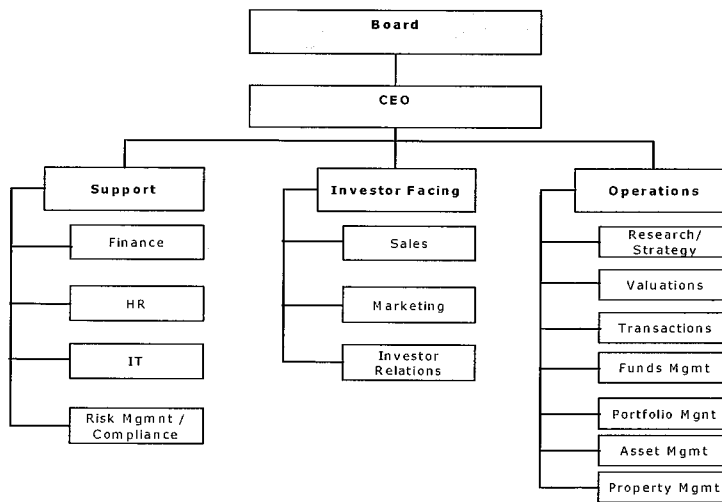 Board
CEO
Support
Finance
HR
IT
Risk Mgmnt /
Compliance
Investor Facing
Sales
Marketing
Investor
Relations
Operations
Research/
Strategy
Valuations
Transactions
Funds Mgmt
Portfolio Mgnt
Asset Mgmt
Property Mgmt